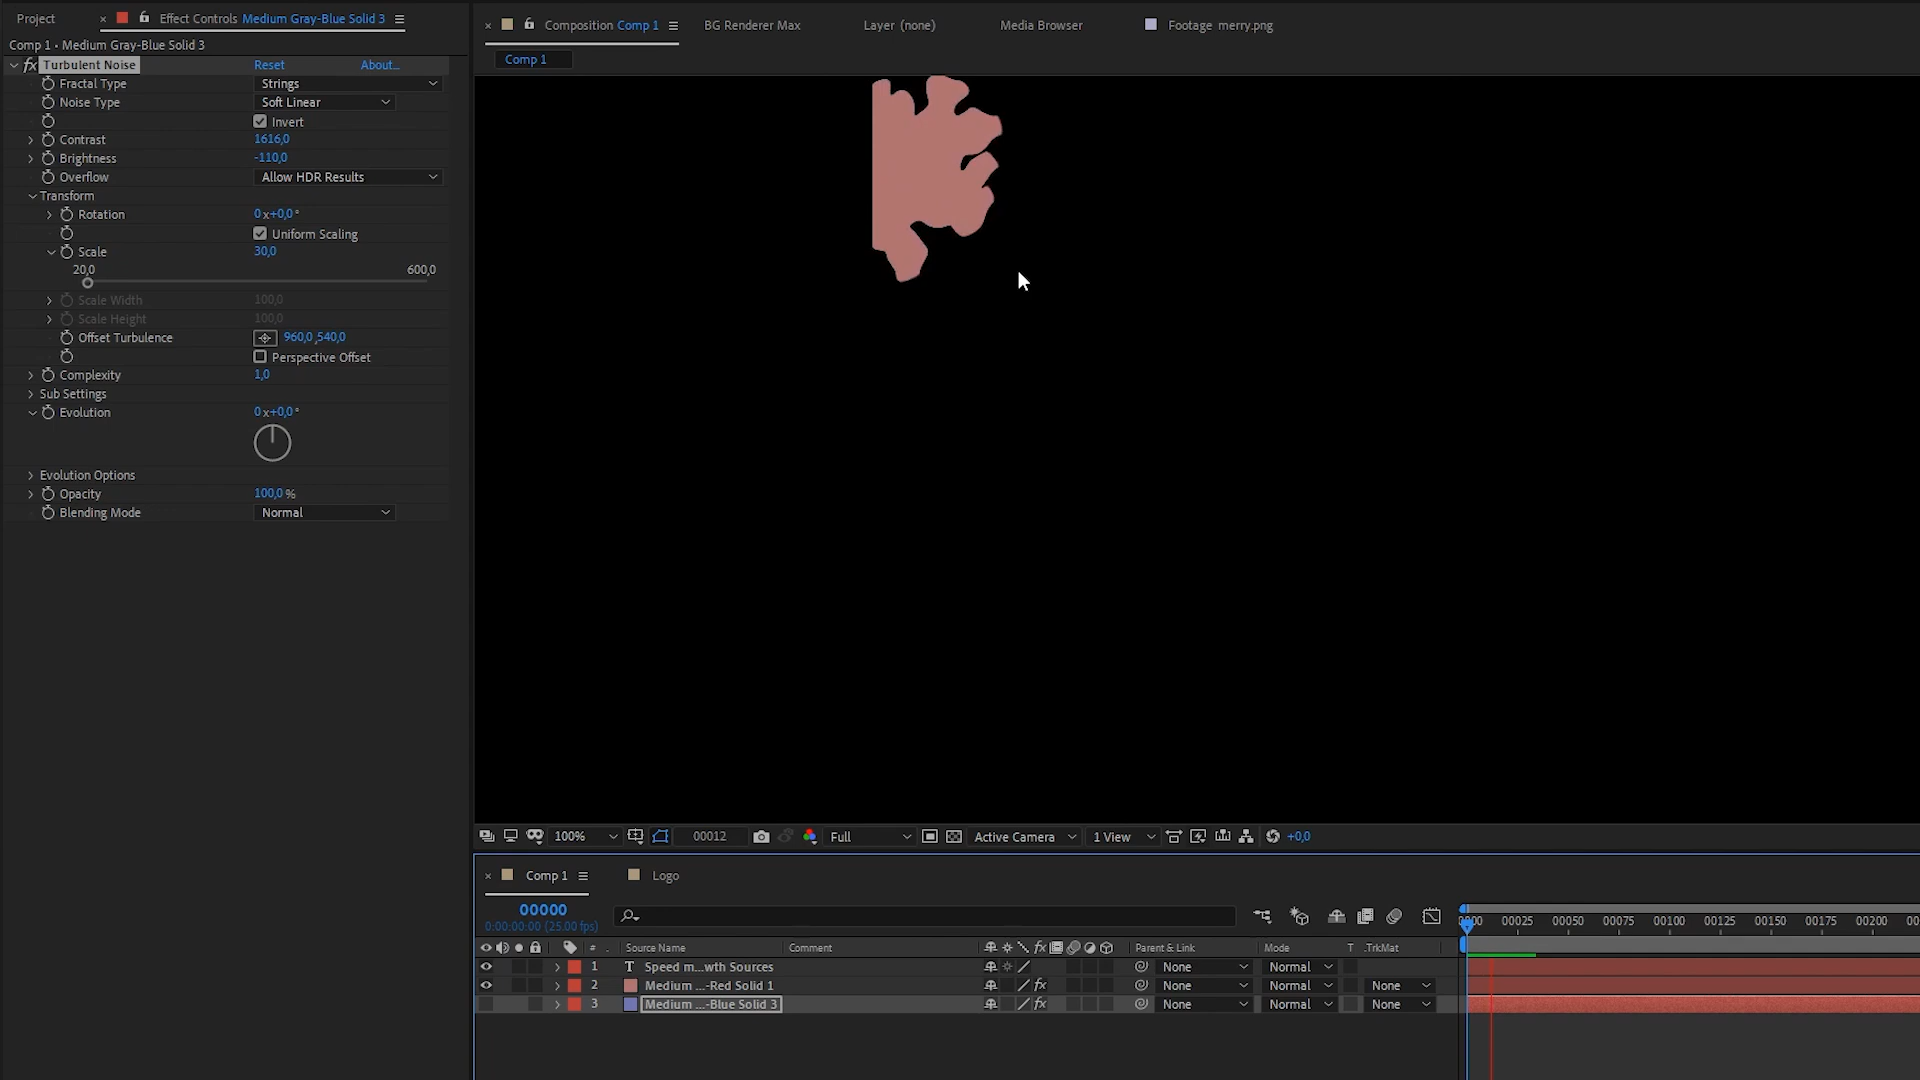 Project
Effect Controls Medium Gray-Blue Solid 3
Comp 1 • Medium Gray-Blue Solid 3
fx Turbulent Noise Reset About...
Fractal Type Strings
Noise Type Soft Linear
Invert
Contrast 1616,0
Brightness -110,0
Overflow Allow HDR Results
Transform
Rotation 0x+0,0°
Uniform Scaling
Scale 30,0
20,0 600,0
Scale Width 100,0
Scale Height 100,0
Offset Turbulence 960,0,540,0
Perspective Offset
Complexity 1,0
Sub Settings
Evolution 0x+0,0°
Evolution Options
Opacity 100,0 %
Blending Mode Normal
Composition Comp 1 BG Renderer Max Layer (none) Media Browser Footage merry.png
Comp 1
100% 00012 Full Active Camera 1 View +0,0
Comp 1 Logo
00000
0:00:00:00 (25.00 fps)
00025 00050 00075 00100 00125 00150 00175 00200
# Source Name Comment fx Parent & Link Mode T .TrkMat
1 T Speed m...wth Sources None Normal
2 Medium ...-Red Solid 1 fx None Normal None
3 Medium ...-Blue Solid 3 fx None Normal None